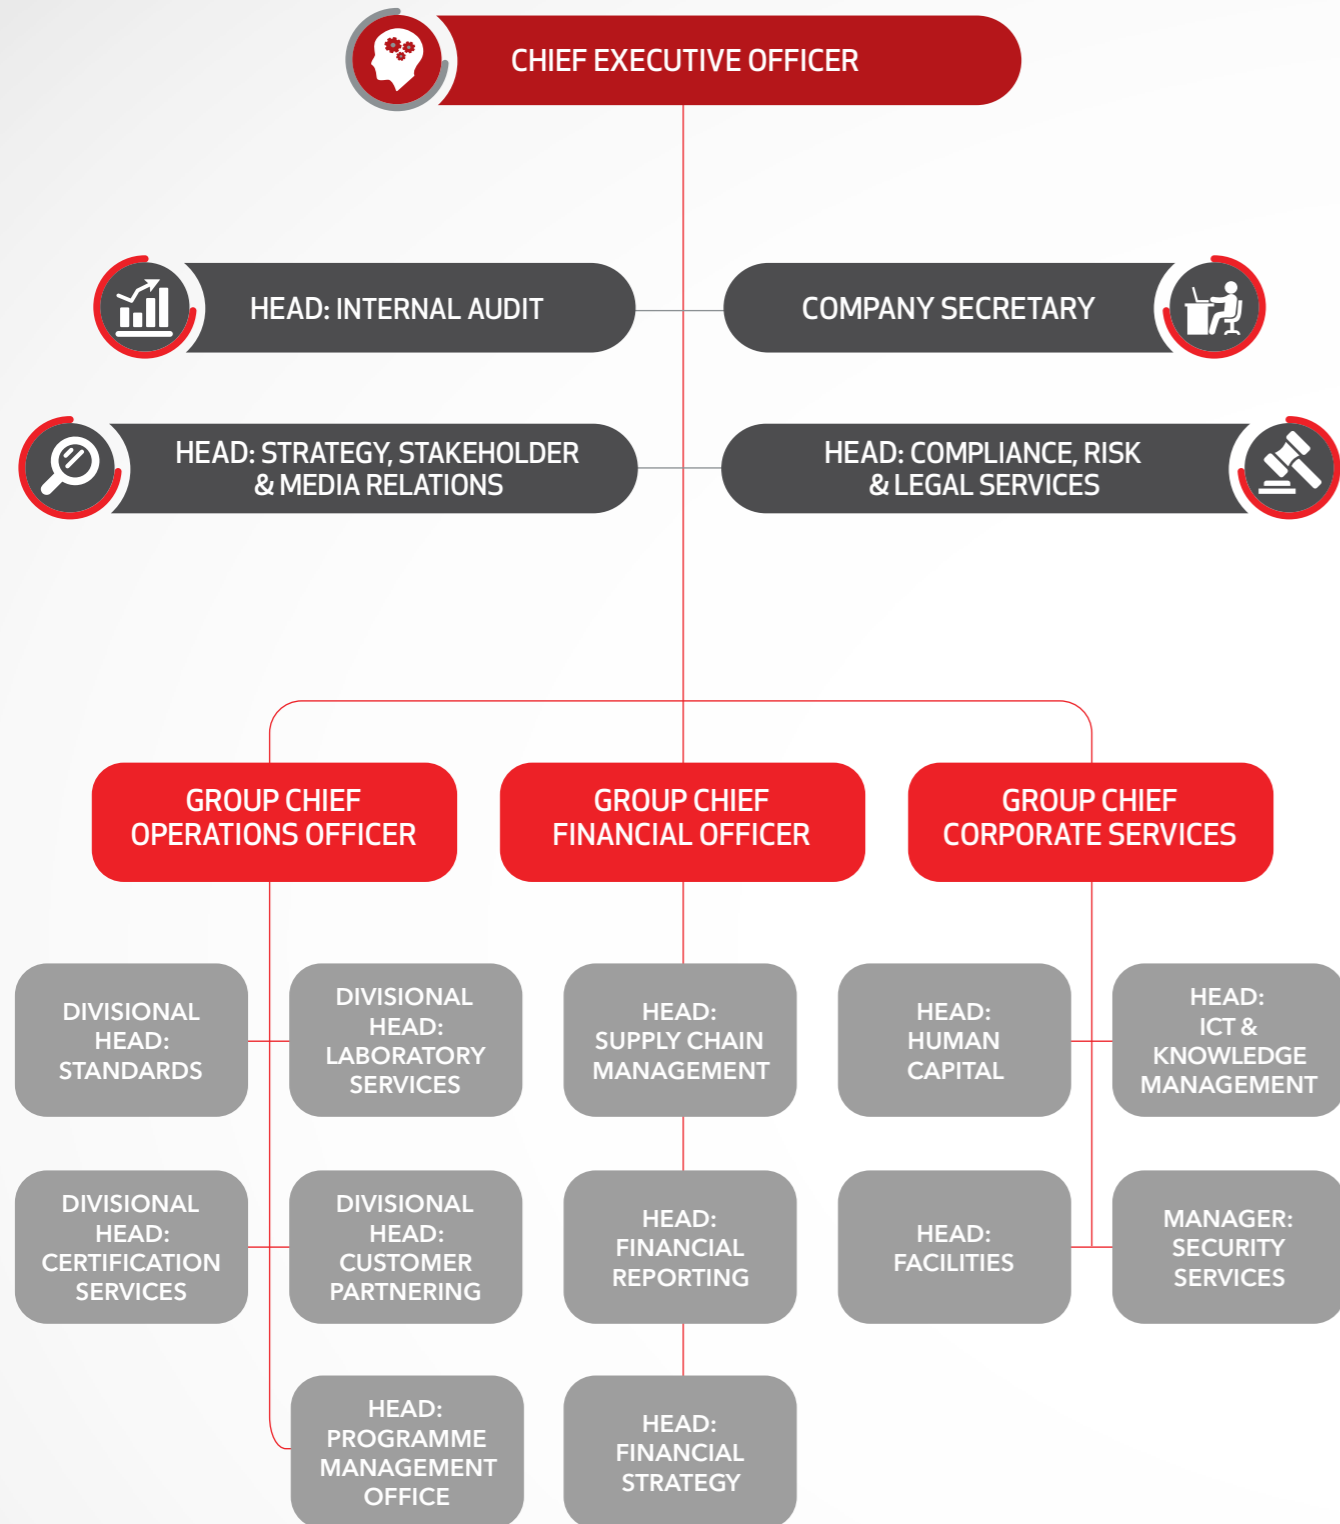 CHIEF EXECUTIVE OFFICER
HEAD: INTERNAL AUDIT
COMPANY SECRETARY
HEAD: STRATEGY, STAKEHOLDER
& MEDIA RELATIONS
HEAD: COMPLIANCE, RISK
& LEGAL SERVICES
GROUP CHIEF
OPERATIONS OFFICER
GROUP CHIEF
FINANCIAL OFFICER
GROUP CHIEF
CORPORATE SERVICES
DIVISIONAL
HEAD:
STANDARDS
DIVISIONAL
HEAD:
LABORATORY
SERVICES
HEAD:
SUPPLY CHAIN
MANAGEMENT
HEAD:
HUMAN
CAPITAL
HEAD:
ICT &
KNOWLEDGE
MANAGEMENT
DIVISIONAL
HEAD:
CERTIFICATION
SERVICES
DIVISIONAL
HEAD:
CUSTOMER
PARTNERING
HEAD:
FINANCIAL
REPORTING
HEAD:
FACILITIES
MANAGER:
SECURITY
SERVICES
HEAD:
PROGRAMME
MANAGEMENT
OFFICE
HEAD:
FINANCIAL
STRATEGY